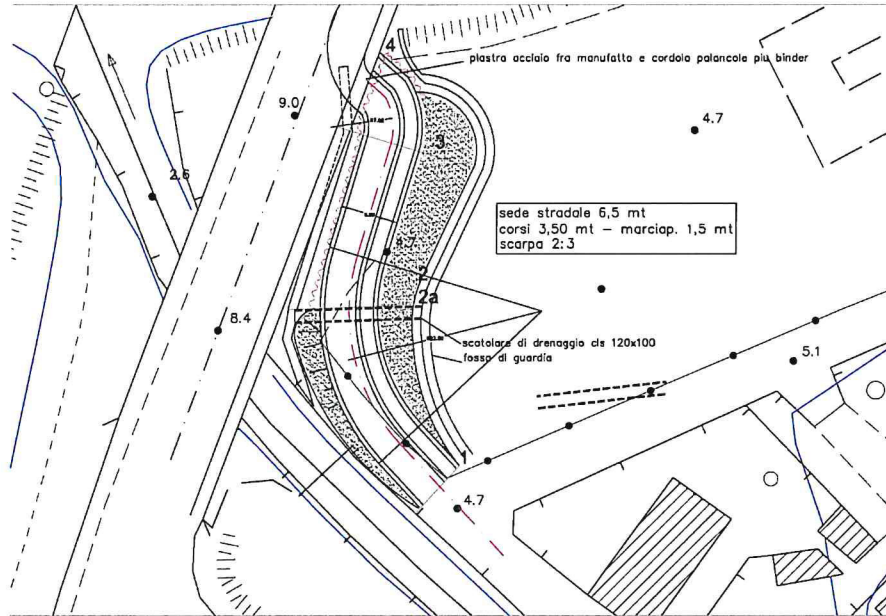 4
plastra acciaio fra manufatto e cordolo palancole piu binder
9.0
4.7
3
2.6
sede stradale 6,5 mt
corsi 3,50 mt – marciap. 1,5 mt
scarpa 2:3
4.7
2
2a
8.4
scatolare di drenaggio cls 120x100
fosso di guardia
5.1
1
4.7